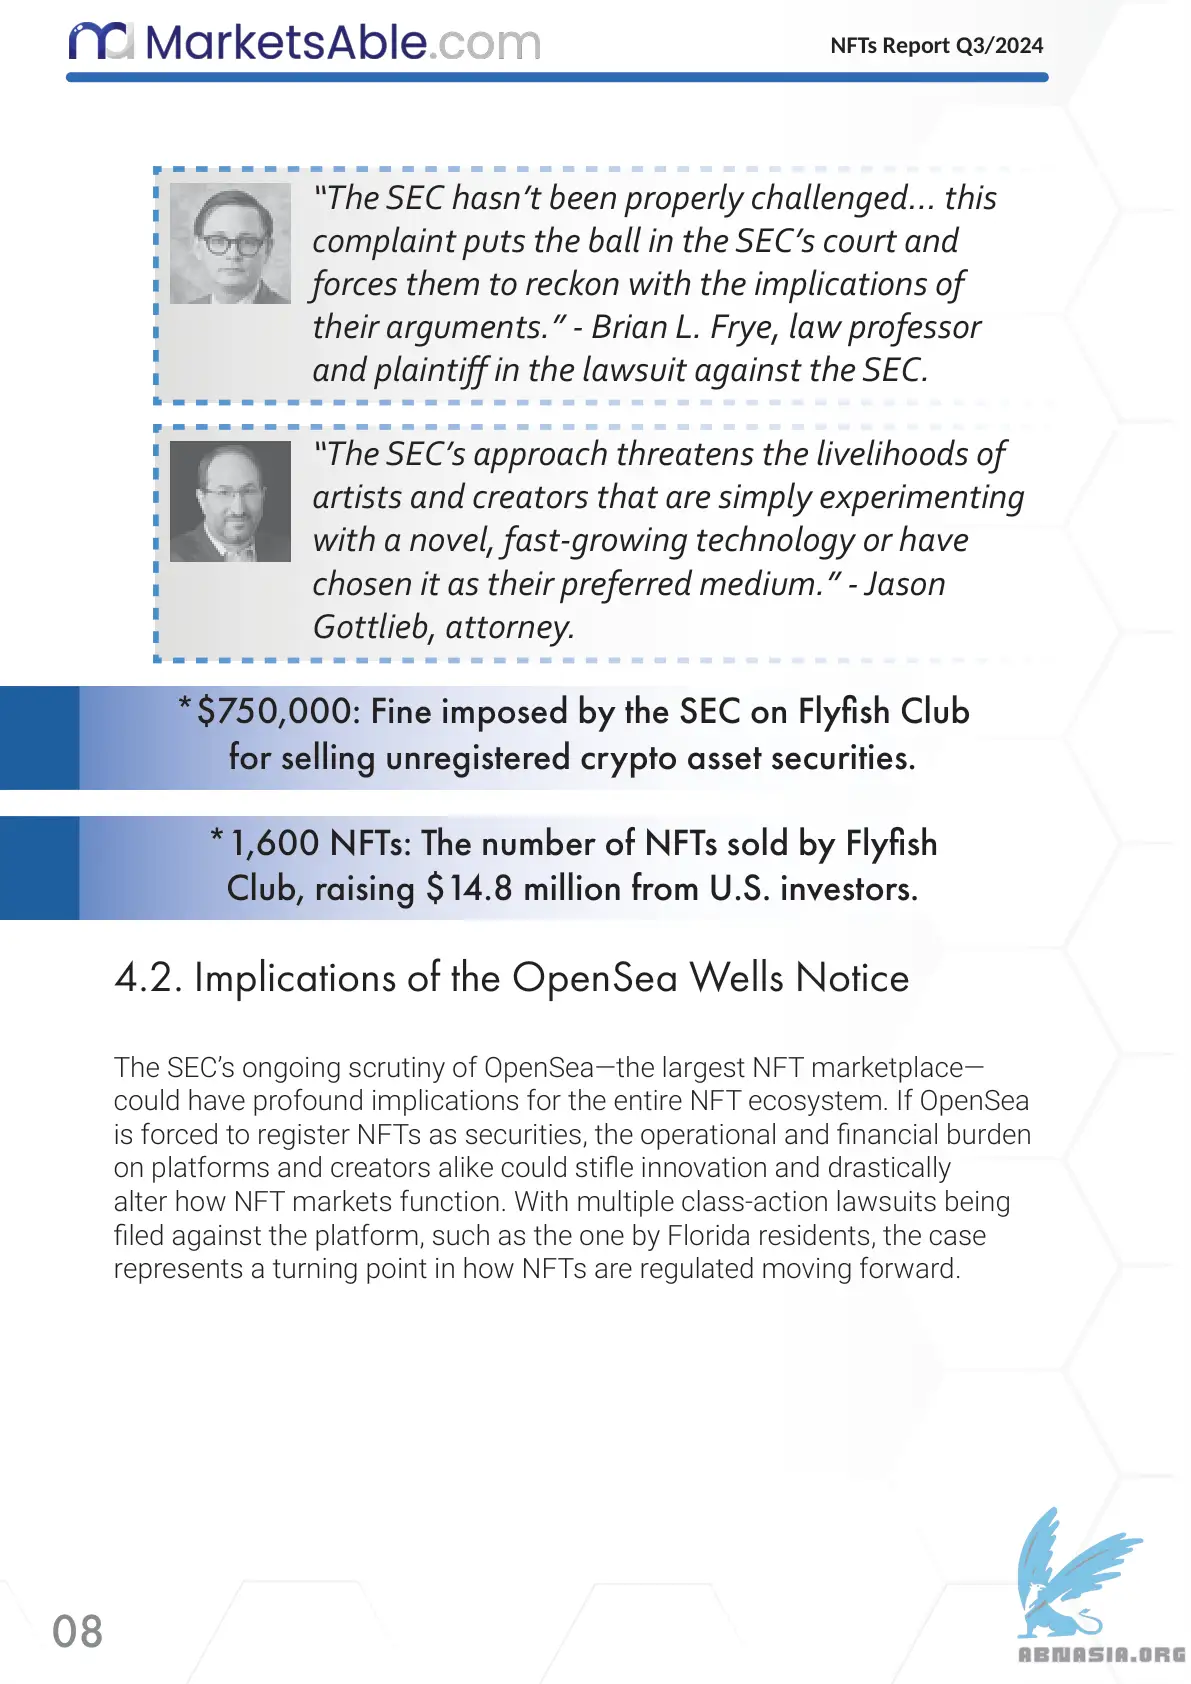 MarketsAble.com
NFTs Report Q3/2024
“The SEC hasn’t been properly challenged... this
complaint puts the ball in the SEC’s court and
forces them to reckon with the implications of
their arguments.” - Brian L. Frye, law professor
and plaintiff in the lawsuit against the SEC.
“The SEC’s approach threatens the livelihoods of
artists and creators that are simply experimenting
with a novel, fast-growing technology or have
chosen it as their preferred medium.” - Jason
Gottlieb, attorney.
*$750,000: Fine imposed by the SEC on Flyfish Club
for selling unregistered crypto asset securities.
*1,600 NFTs: The number of NFTs sold by Flyfish
Club, raising $14.8 million from U.S. investors.
4.2. Implications of the OpenSea Wells Notice
The SEC’s ongoing scrutiny of OpenSea—the largest NFT marketplace—
could have profound implications for the entire NFT ecosystem. If OpenSea
is forced to register NFTs as securities, the operational and financial burden
on platforms and creators alike could stifle innovation and drastically
alter how NFT markets function. With multiple class-action lawsuits being
filed against the platform, such as the one by Florida residents, the case
represents a turning point in how NFTs are regulated moving forward.
08
ABNASIA.ORG